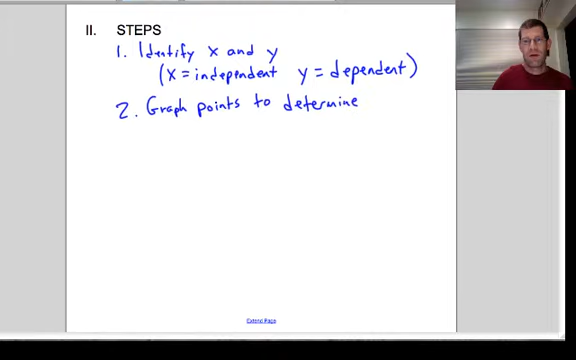 II. STEPS
1. Identify x and y
(x = independent y = dependent)
2. Graph points to determine
Extend Page